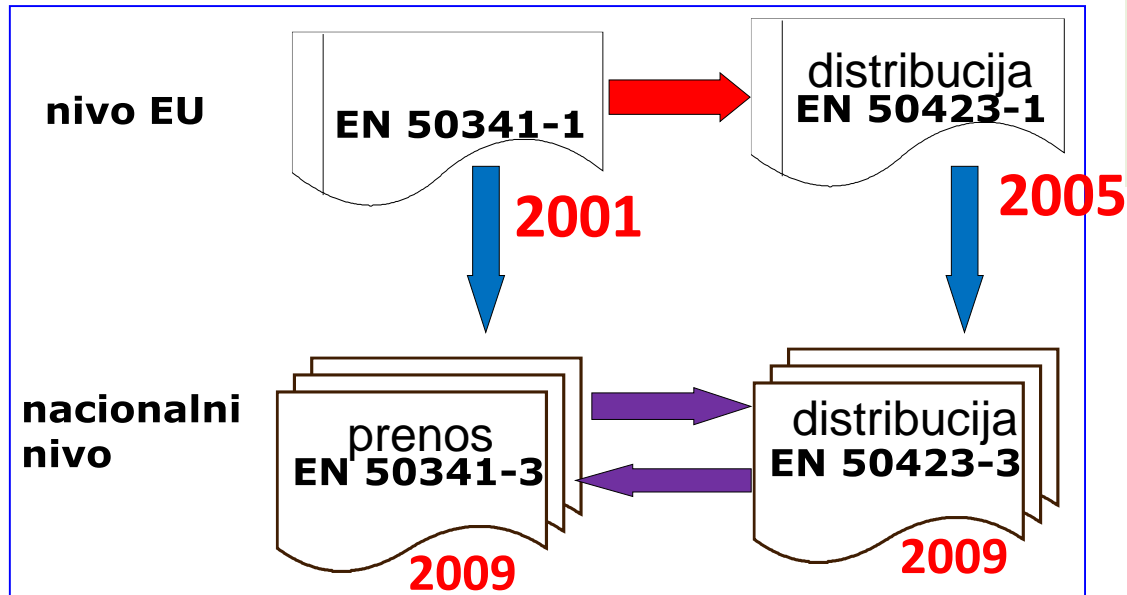 nivo EU
EN 50341-1
distribucija
EN 50423-1
2001
2005
nacionalni
nivo
prenos
EN 50341-3
distribucija
EN 50423-3
2009
2009